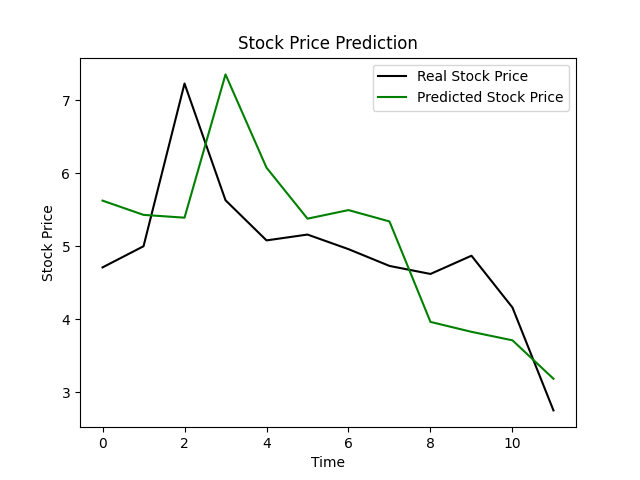 Stock Price Prediction
Real Stock Price
Predicted Stock Price
Stock Price
7
6
5
4
3
0 2 4 6 8 10
Time